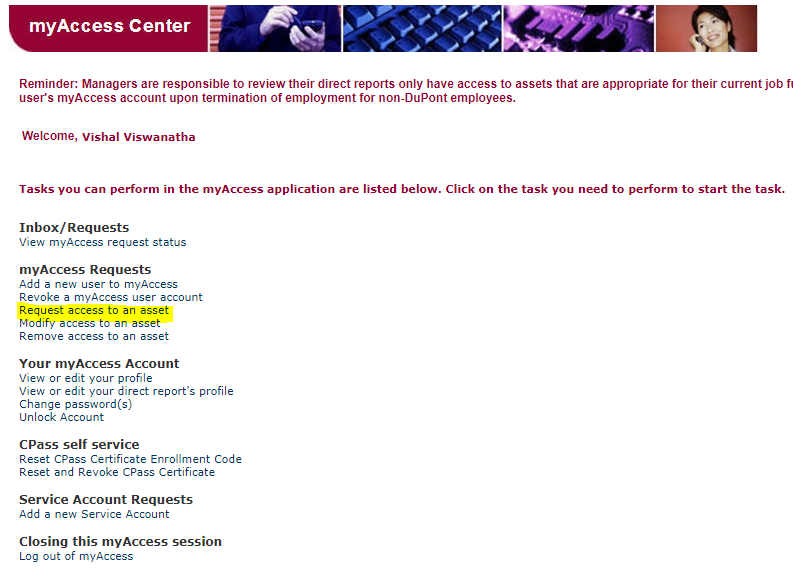 myAccess Center
Reminder: Managers are responsible to review their direct reports only have access to assets that are appropriate for their current job
user's myAccess account upon termination of employment for non-DuPont employees.
Welcome, Vishal Viswanatha
Tasks you can perform in the myAccess application are listed below. Click on the task you need to perform to start the task.
Inbox/Requests
View myAccess request status
myAccess Requests
Add a new user to myAccess
Revoke a myAccess user account
Request access to an asset
Modify access to an asset
Remove access to an asset
Your myAccess Account
View or edit your profile
View or edit your direct report's profile
Change password(s)
Unlock Account
CPass self service
Reset CPass Certificate Enrollment Code
Reset and Revoke CPass Certificate
Service Account Requests
Add a new Service Account
Closing this myAccess session
Log out of myAccess